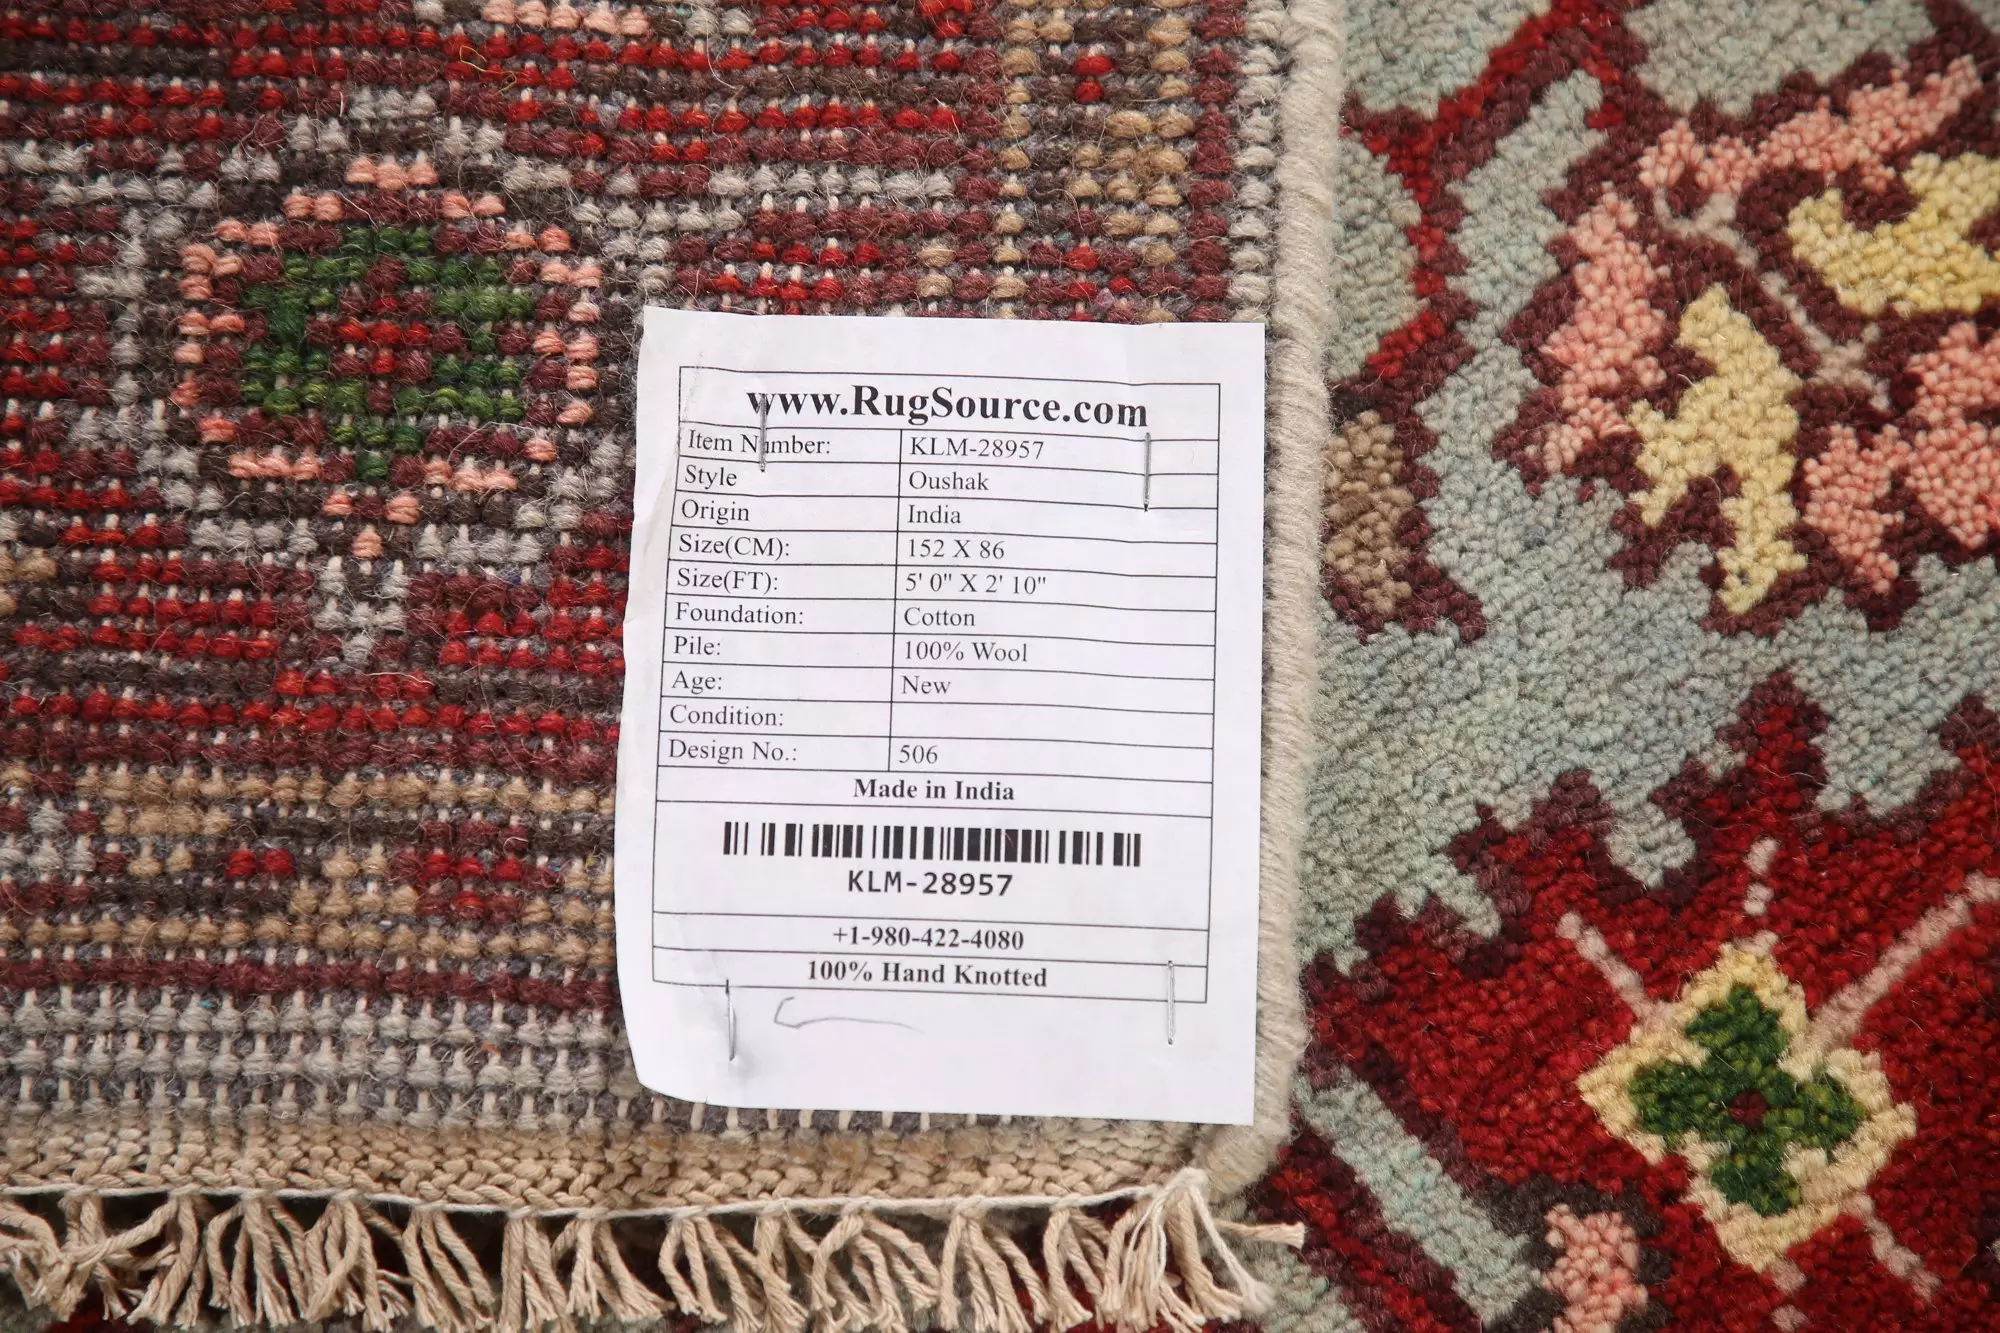 www.RugSource.com
Item Number: KLM-28957
Style Oushak
Origin India
Size(CM): 152 X 86
Size(FT): 5' 0" X 2' 10"
Foundation: Cotton
Pile: 100% Wool
Age: New
Condition:
Design No.: 506
Made in India
KLM-28957
+1-980-422-4080
100% Hand Knotted